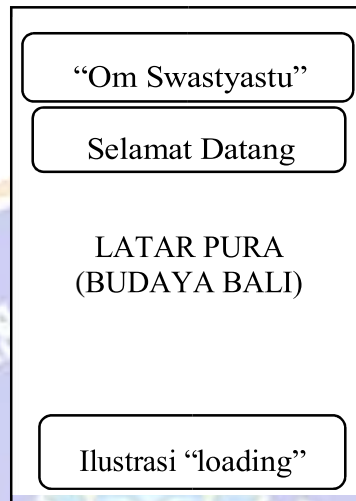 “Om Swastyastu”
Selamat Datang
LATAR PURA
(BUDAYA BALI)
Ilustrasi “loading”